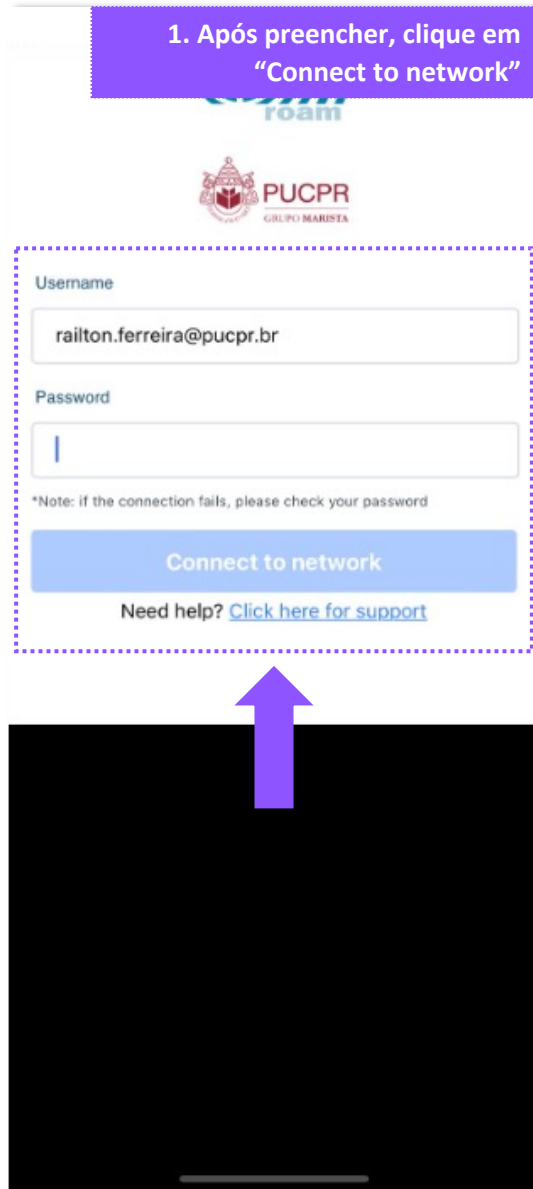 1. Após preencher, clique em
“Connect to network”
roam
PUCPR
GRUPO MARISTA
Username
railton.ferreira@pucpr.br
Password
*Note: if the connection fails, please check your password
Connect to network
Need help? Click here for support